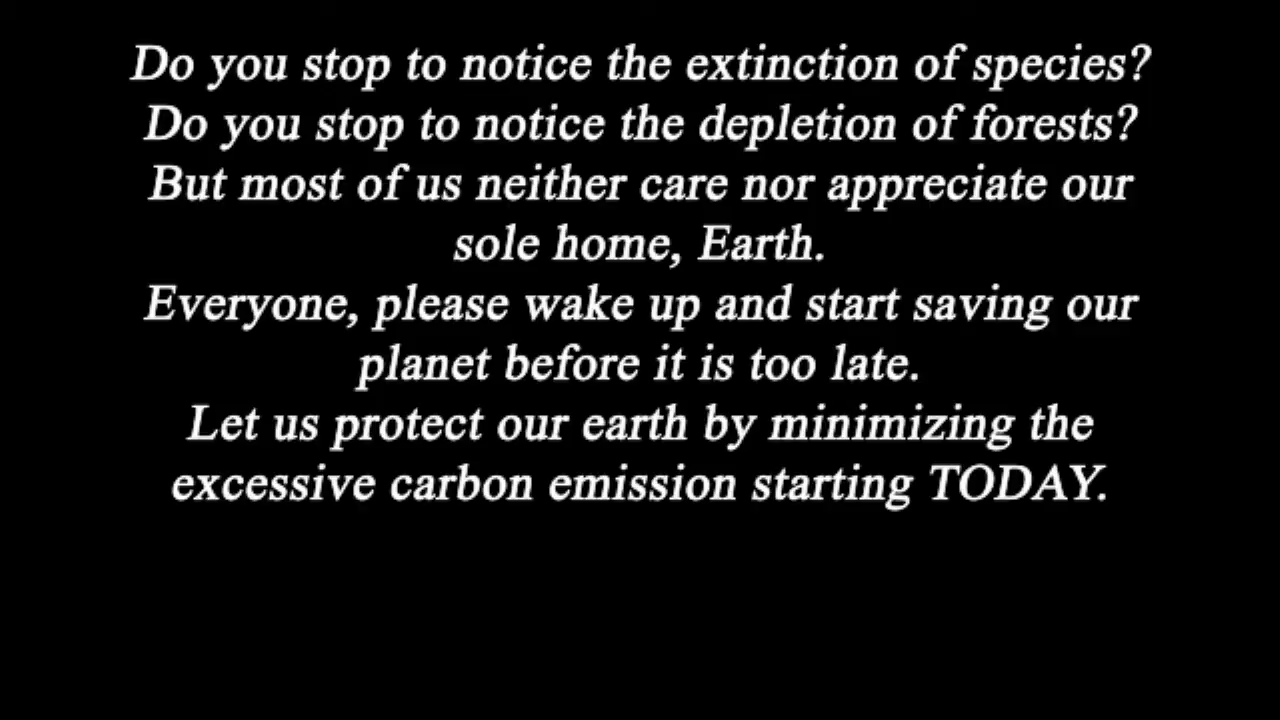 Do you stop to notice the extinction of species?
Do you stop to notice the depletion of forests?
But most of us neither care nor appreciate our
sole home, Earth.
Everyone, please wake up and start saving our
planet before it is too late.
Let us protect our earth by minimizing the
excessive carbon emission starting TODAY.